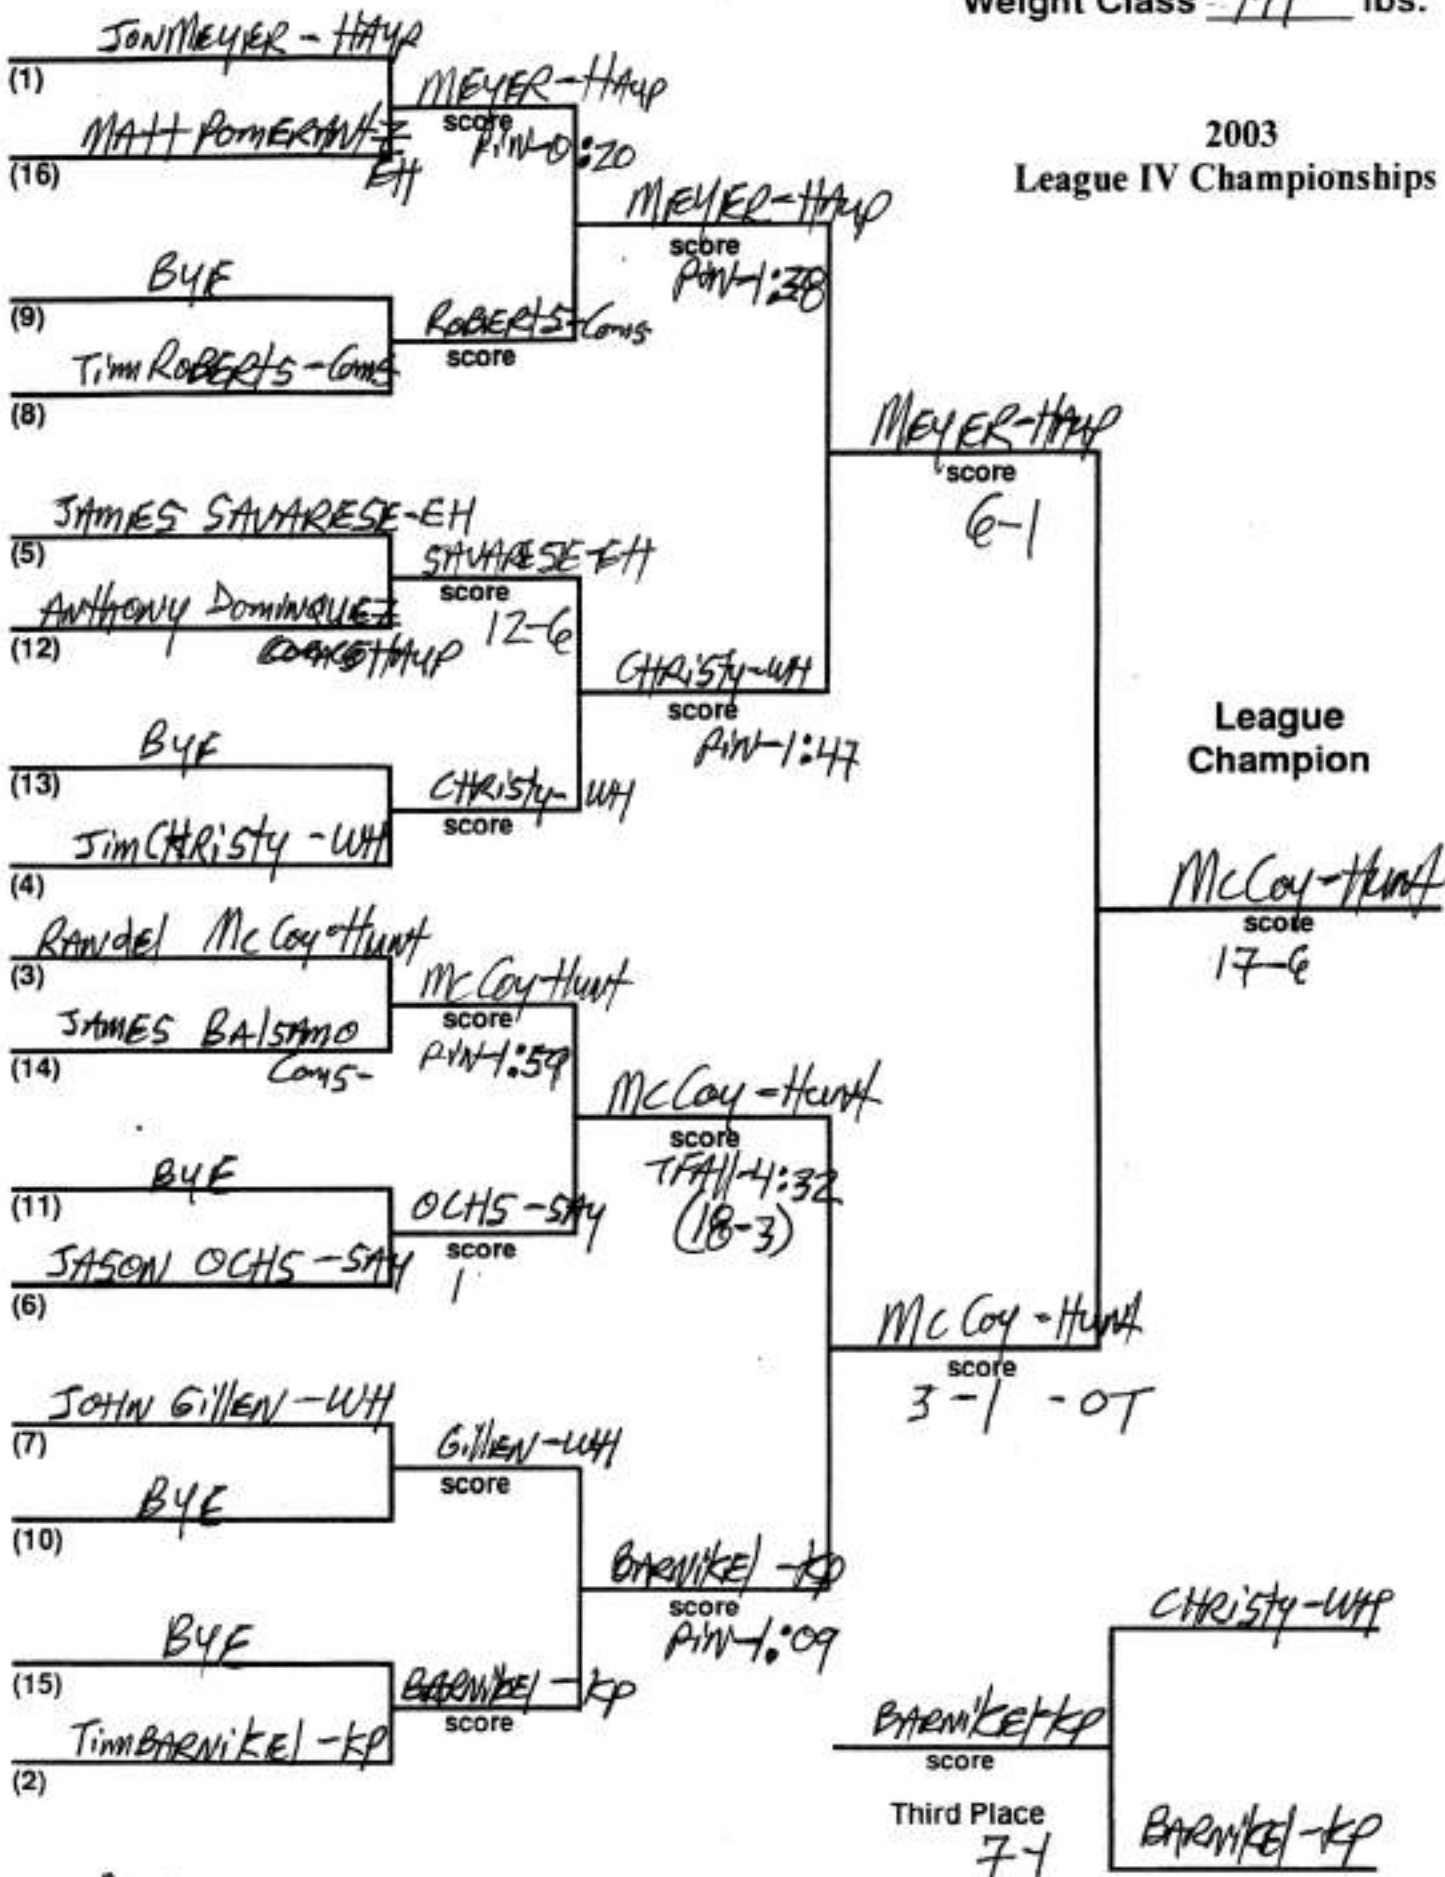 Weight Class lbs.
2003
League IV Championships
JON MEYER - HAUP
(1)
MEYER-HAUP
score
PIN-0:20
MATT POMERANTZ
EH
(16)
MEYER-HAUP
score
PIN-1:38
BYE
(9)
ROBERTS-Coms
score
Tim ROBERTS-Coms
(8)
MEYER-HAUP
score
6-1
JAMES SAVARESE-EH
(5)
SAVARESE-EH
score
12-6
ANTHONY DOMINQUEZ
HAUP
(12)
CHRISTY-WH
score
PIN-1:47
BYE
(13)
CHRISTY-WH
score
Jim CHRISTY-WH
(4)
League
Champion
McCoy-Hunt
score
17-6
RANDEL McCoy-Hunt
(3)
McCoy-Hunt
score
PIN-1:59
JAMES BALSAMO
Coms-
(14)
McCoy-Hunt
score
TFAll-4:32
(18-3)
BYE
(11)
OCHS-SAY
score
JASON OCHS-SAY
(6)
McCoy-Hunt
score
3-1 -OT
JOHN GILLEN-WH
(7)
GILLEN-WH
score
BYE
(10)
BARNIKEL-KP
score
PIN-1:09
BYE
(15)
BARNIKEL-KP
score
Tim BARNIKEL-KP
(2)
CHRISTY-WH
BARNIKEL-KP
score
Third Place
7-1
BARNIKEL-KP